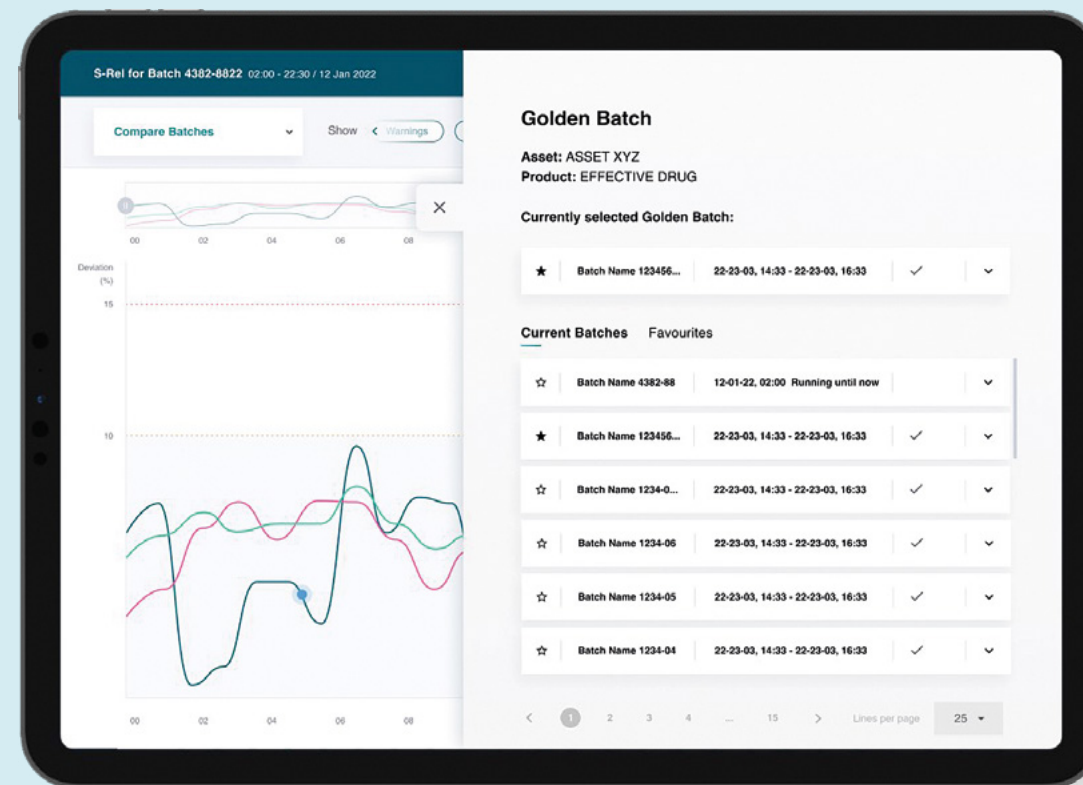 S-Rel for Batch 4382-8822 02:00 - 22:30 / 12 Jan 2022
Compare Batches
Show
Warnings
00 02 04 06 08
Deviation
(%)
15
10
00 02 04 06 08
Golden Batch
Asset: ASSET XYZ
Product: EFFECTIVE DRUG
Currently selected Golden Batch:
Batch Name 123456... 22-23-03, 14:33 - 22-23-03, 16:33
Current Batches Favourites
Batch Name 4382-88 12-01-22, 02:00 Running until now
Batch Name 123456... 22-23-03, 14:33 - 22-23-03, 16:33
Batch Name 1234-0... 22-23-03, 14:33 - 22-23-03, 16:33
Batch Name 1234-06 22-23-03, 14:33 - 22-23-03, 16:33
Batch Name 1234-05 22-23-03, 14:33 - 22-23-03, 16:33
Batch Name 1234-04 22-23-03, 14:33 - 22-23-03, 16:33
1 2 3 4 ... 15 Lines per page 25